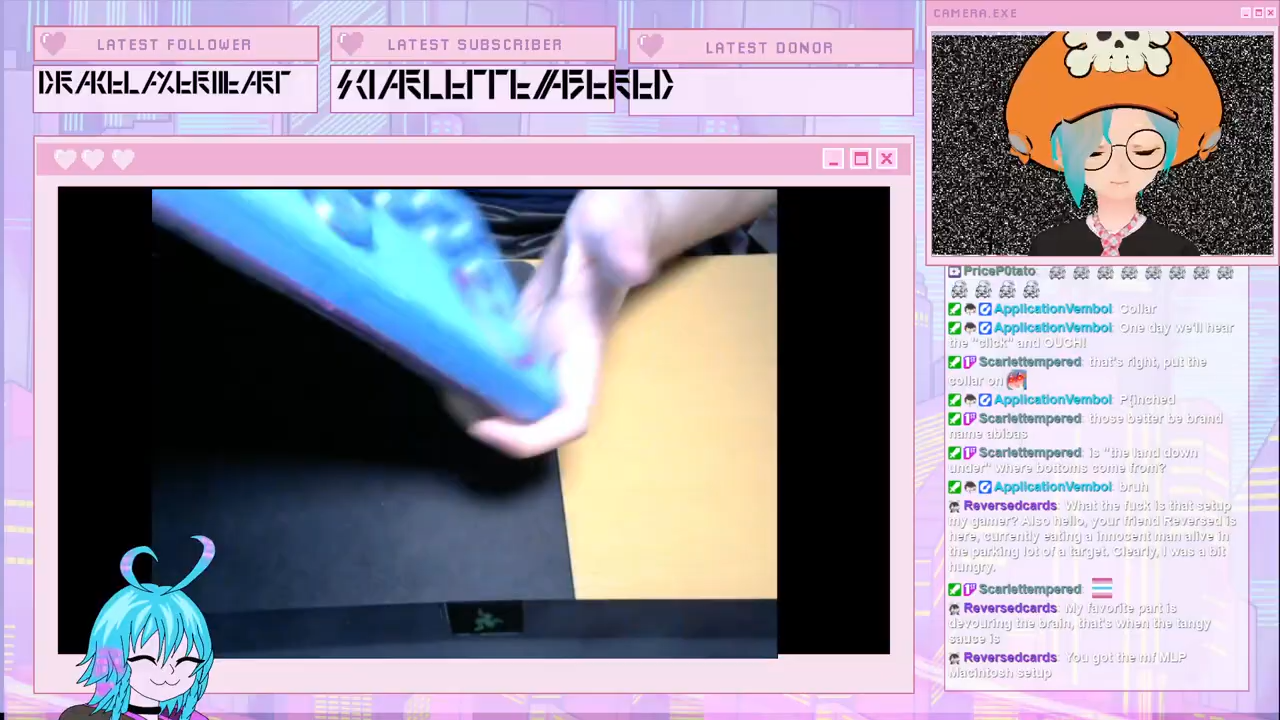 CAMERA.EXE
LATEST FOLLOWER
LATEST SUBSCRIBER
LATEST DONOR
SCARLETTEMPERED
PriceP0tato
ApplicationVembol: Collar
ApplicationVembol: One day we'll hear
the "click" and OUCH!
Scarlettempered: that's right, put the
collar on
ApplicationVembol: P{inched
Scarlettempered: those better be brand
name abibas
Scarlettempered: is "the land down
under" where bottoms come from?
ApplicationVembol: bruh
Reversedcards: What the fuck is that setup
my gamer? Also hello, your friend Reversed is
here, currently eating a innocent man alive in
the parking lot of a target. Clearly, I was a bit
hungry.
Scarlettempered:
Reversedcards: My favorite part is
devouring the brain, that's when the tangy
sauce is
Reversedcards: You got the mf MLP
Macintosh setup